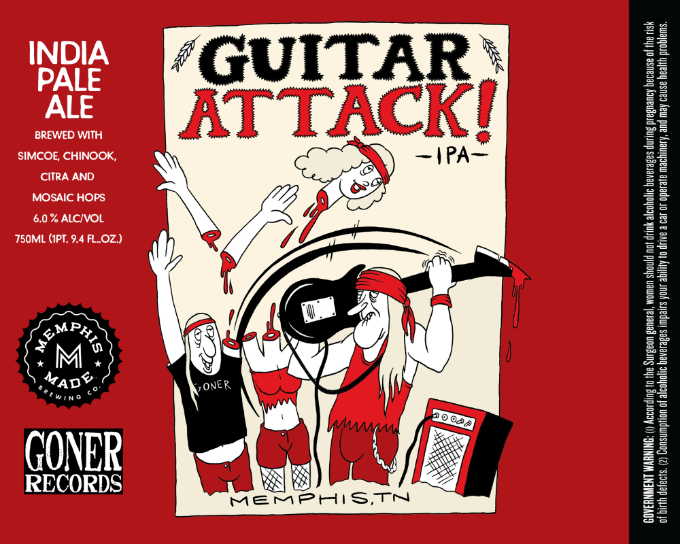 INDIA
PALE
ALE
BREWED WITH
SIMCOE, CHINOOK,
CITRA AND
MOSAIC HOPS
6.0 % ALC/VOL
750ML (1PT. 9.4 FL..OZ.)
MEMPHIS
M
MADE
BREWING CO.
GONER
RECORDS
GUITAR
ATTACK!
-IPA-
GONER
MEMPHIS, TN
GOVERNMENT WARNING: (1) According to the Surgeon general, women should not drink alcoholic beverages during pregnancy because of the risk
of birth defects. (2) Consumption of alcoholic beverages impairs your ability to drive a car or operate machinery, and may cause health problems.